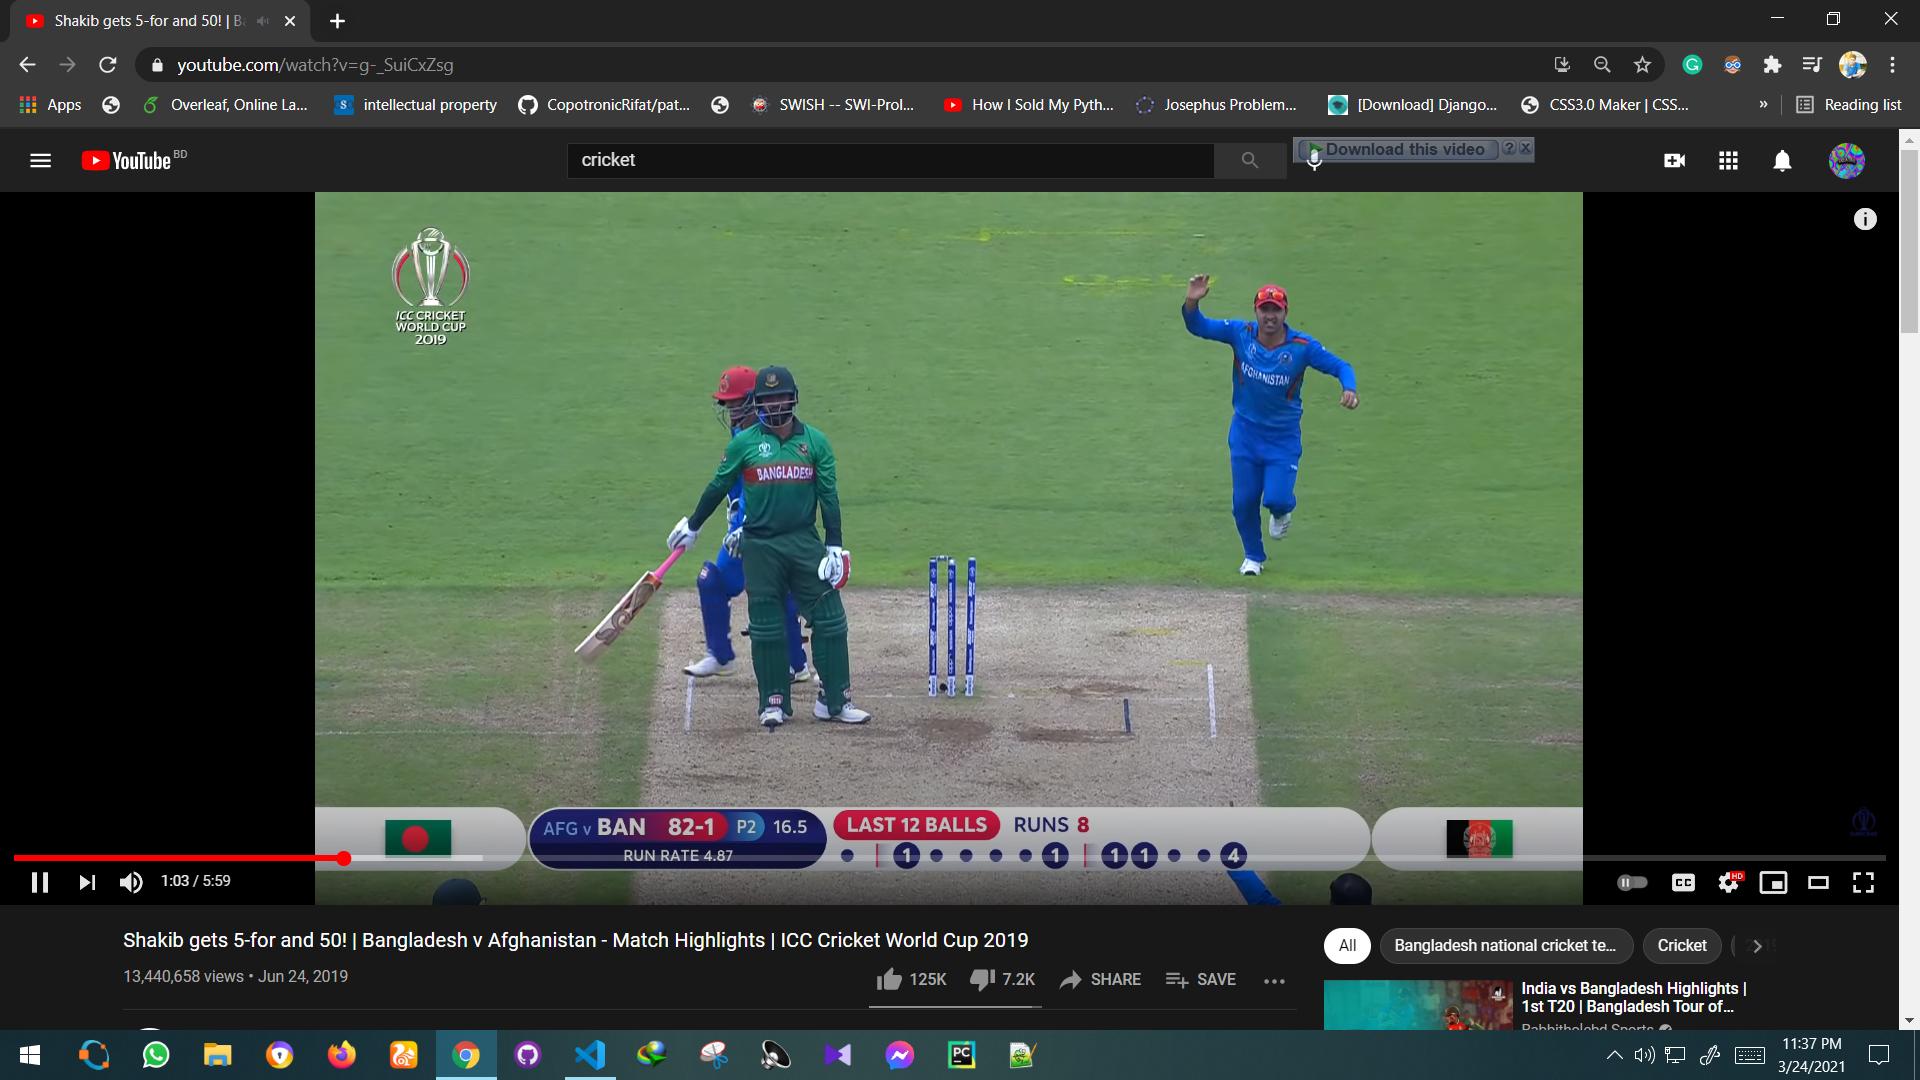 Shakib gets 5-for and 50! | Ba
youtube.com/watch?v=g-_SuiCxZsg
Apps
Overleaf, Online La...
intellectual property
CopotronicRifat/pat...
SWISH -- SWI-Prol...
How I Sold My Pyth...
Josephus Problem...
[Download] Django...
CSS3.0 Maker | CSS...
»
Reading list
YouTube BD
cricket
Download this video
ICC CRICKET
WORLD CUP
2019
AFGHANISTAN
BANGLADESH
AFG v BAN 82-1 P2 16.5
LAST 12 BALLS RUNS 8
RUN RATE 4.87
1 1 1 1 4
1:03 / 5:59
CC
HD
Shakib gets 5-for and 50! | Bangladesh v Afghanistan - Match Highlights | ICC Cricket World Cup 2019
13,440,658 views • Jun 24, 2019
125K
7.2K
SHARE
SAVE
All
Bangladesh national cricket te...
Cricket
India vs Bangladesh Highlights |
1st T20 | Bangladesh Tour of...
Rabbitholebd Sports
PC
11:37 PM
3/24/2021